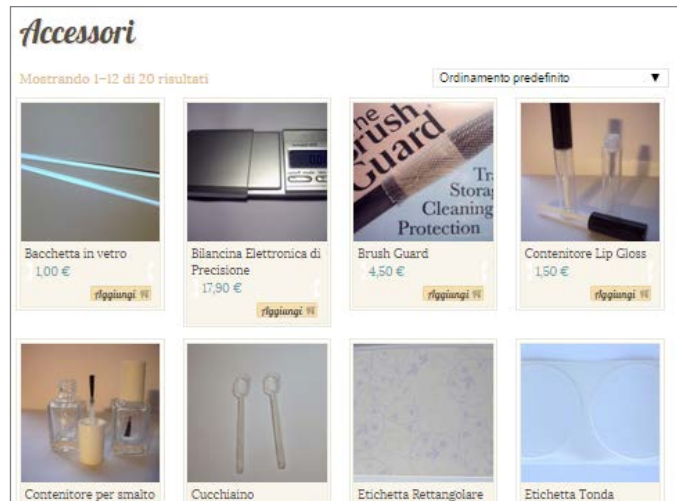 Accessori
Mostrando 1–12 di 20 risultati
Ordinamento predefinito
he
Brush
Guard
Tr
Storag
Cleaning
Protection
Bacchetta in vetro
1,00 €
Aggiungi
Bilancina Elettronica di
Precisione
17,90 €
Aggiungi
Brush Guard
4,50 €
Aggiungi
Contenitore Lip Gloss
1,50 €
Aggiungi
Contenitore per smalto
Cucchiaino
Etichetta Rettangolare
Etichetta Tonda